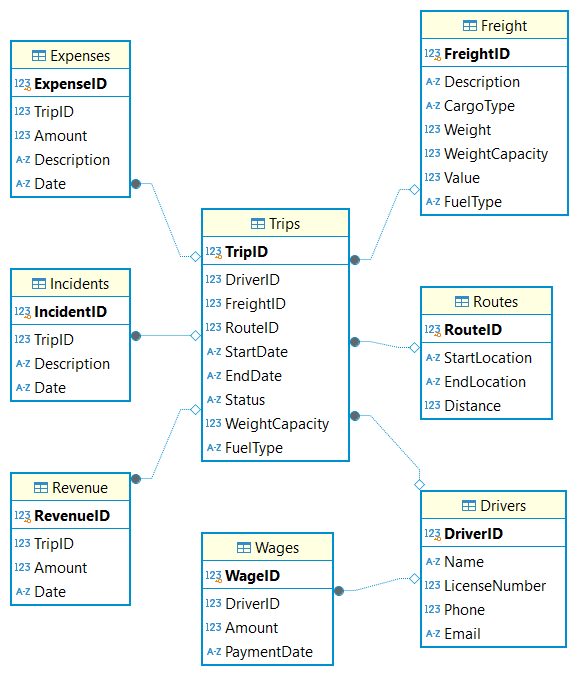 Expenses
123 ExpenseID
123 TripID
123 Amount
A-Z Description
A-Z Date
Freight
123 FreightID
A-Z Description
A-Z CargoType
123 Weight
123 WeightCapacity
123 Value
A-Z FuelType
Trips
123 TripID
123 DriverID
123 FreightID
123 RouteID
A-Z StartDate
A-Z EndDate
A-Z Status
123 WeightCapacity
A-Z FuelType
Incidents
123 IncidentID
123 TripID
A-Z Description
A-Z Date
Routes
123 RouteID
A-Z StartLocation
A-Z EndLocation
123 Distance
Revenue
123 RevenueID
123 TripID
123 Amount
A-Z Date
Wages
123 WageID
123 DriverID
123 Amount
A-Z PaymentDate
Drivers
123 DriverID
A-Z Name
123 LicenseNumber
123 Phone
A-Z Email